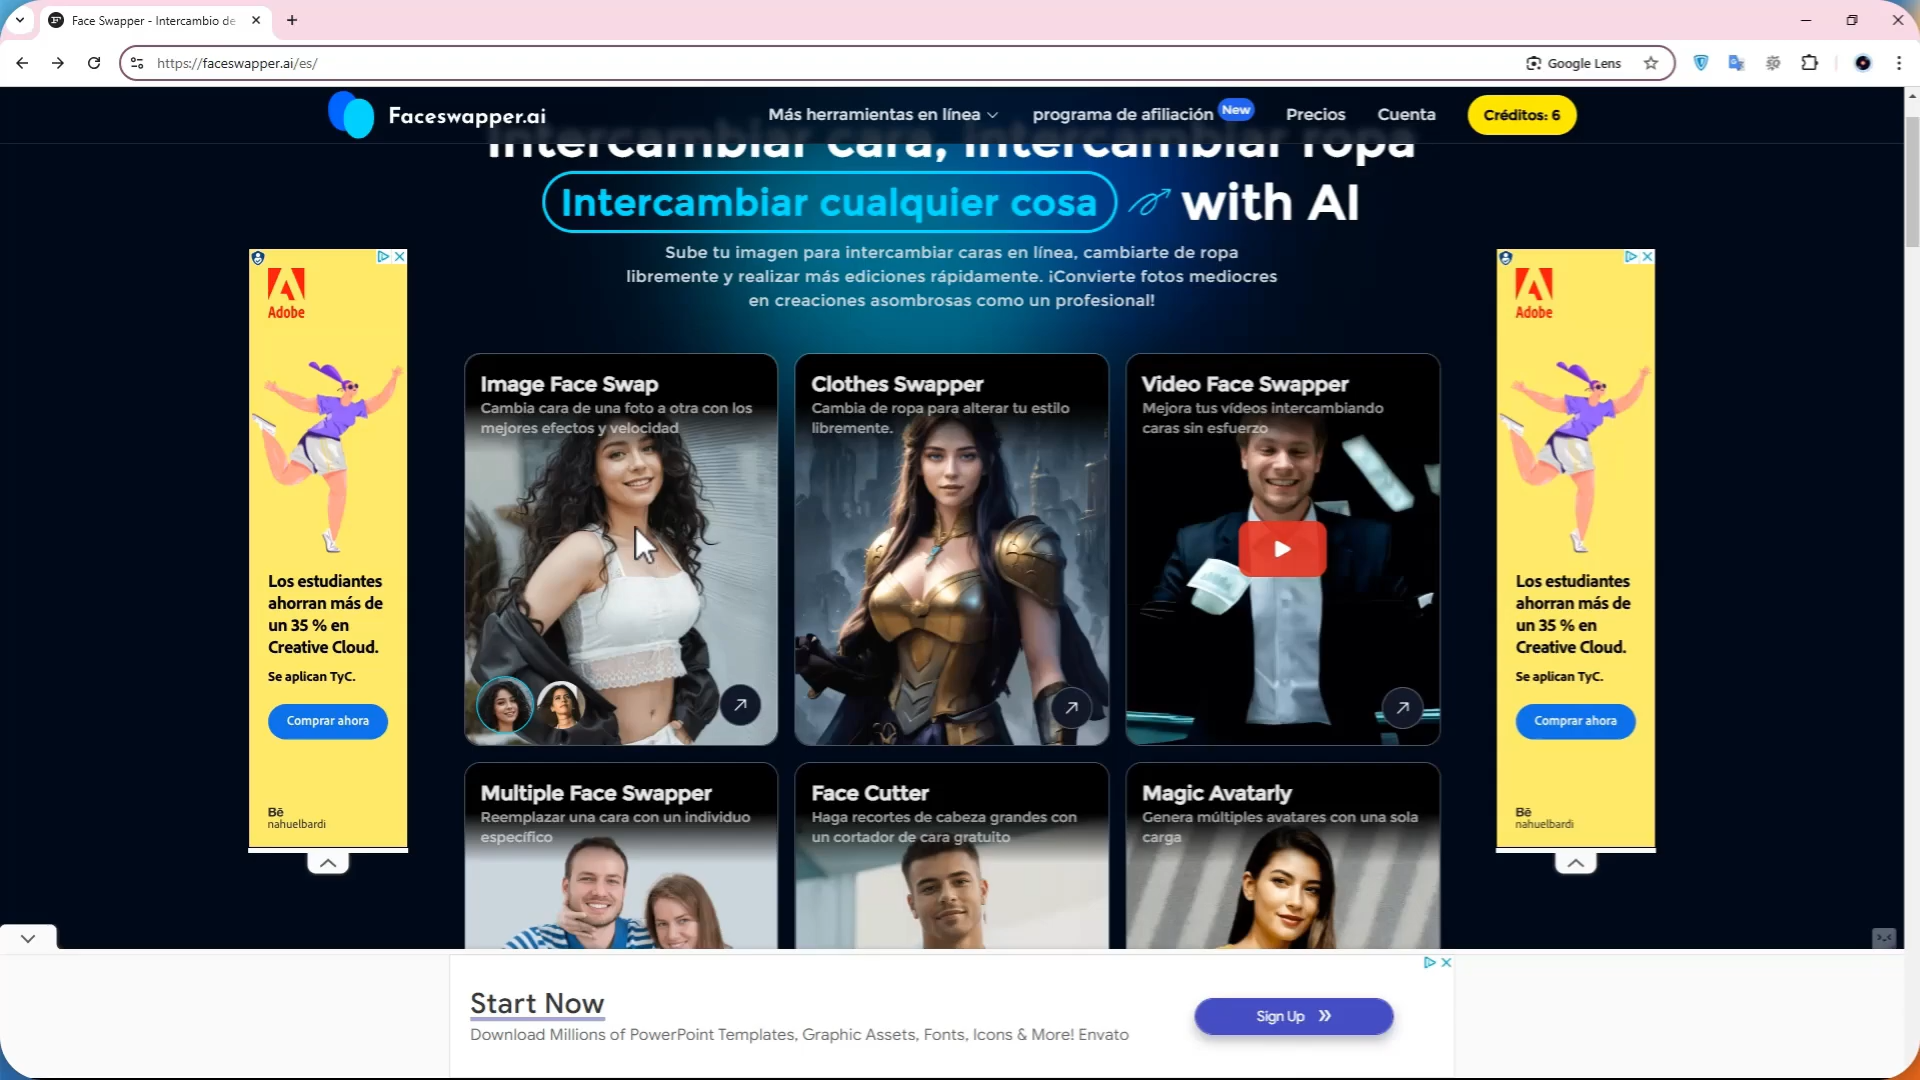 Face Swapper - Intercambio de
https://faceswapper.ai/es/
Google Lens
Faceswapper.ai
Más herramientas en línea
programa de afiliación
New
Precios
Cuenta
Créditos: 6
Intercambiar cara, intercambiar ropa
Intercambiar cualquier cosa with AI
Sube tu imagen para intercambiar caras en línea, cambiarte de ropa
libremente y realizar más ediciones rápidamente. ¡Convierte fotos mediocres
en creaciones asombrosas como un profesional!
Adobe
Los estudiantes
ahorran más de
un 35 % en
Creative Cloud.
Se aplican TyC.
Comprar ahora
Bē
nahuelbardi
Image Face Swap
Cambia cara de una foto a otra con los
mejores efectos y velocidad
Clothes Swapper
Cambia de ropa para alterar tu estilo
libremente.
Video Face Swapper
Mejora tus vídeos intercambiando
caras sin esfuerzo
Multiple Face Swapper
Reemplazar una cara con un individuo
específico
Face Cutter
Haga recortes de cabeza grandes con
un cortador de cara gratuito
Magic Avatarly
Genera múltiples avatares con una sola
carga
Adobe
Los estudiantes
ahorran más de
un 35 % en
Creative Cloud.
Se aplican TyC.
Comprar ahora
Bē
nahuelbardi
Start Now
Download Millions of PowerPoint Templates, Graphic Assets, Fonts, Icons & More! Envato
Sign Up